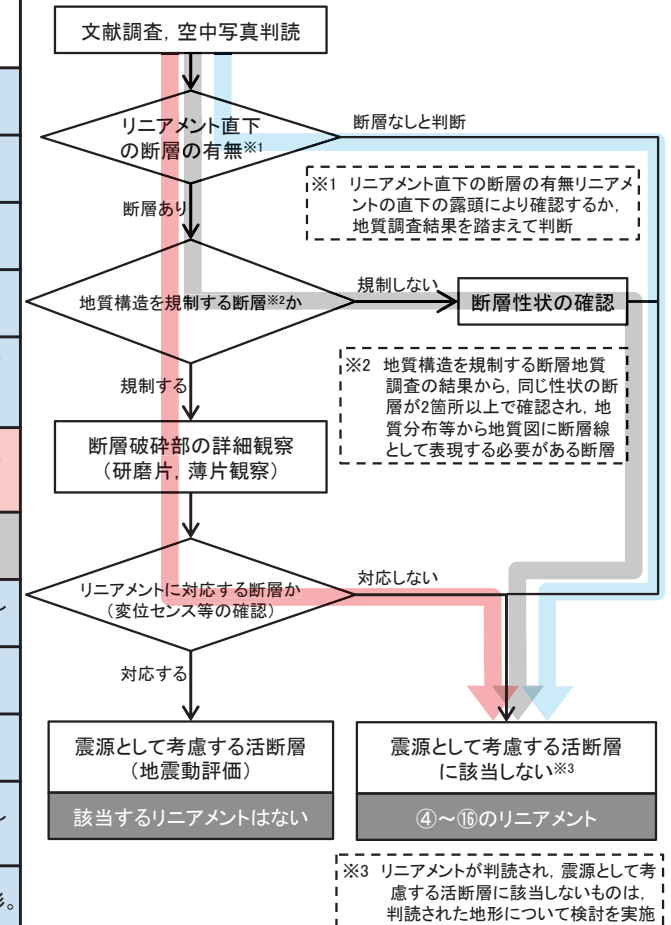 文献調査，空中写真判読
リニアメント直下
の断層の有無※1
断層なしと判断
※1 リニアメント直下の断層の有無リニアメ
ントの直下の露頭により確認するか，
地質調査結果を踏まえて判断
断層あり
地質構造を規制する断層※2か
規制しない
断層性状の確認
※2 地質構造を規制する断層地質
調査の結果から，同じ性状の断
層が2箇所以上で確認され，地
質分布等から地質図に断層線
として表現する必要がある断層
規制する
断層破砕部の詳細観察
（研磨片，薄片観察）
リニアメントに対応する断層か
（変位センス等の確認）
対応しない
対応する
震源として考慮する活断層
（地震動評価）
該当するリニアメントはない
震源として考慮する活断層
に該当しない※3
④～⑯のリニアメント
※3 リニアメントが判読され，震源として考
慮する活断層に該当しないものは，
判読された地形について検討を実施